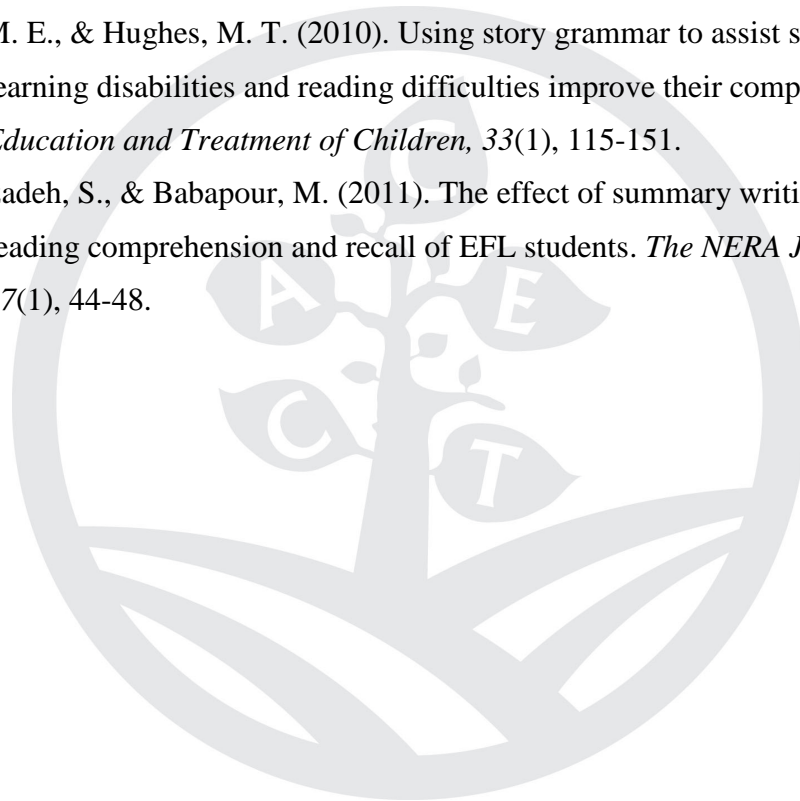 M. E., & Hughes, M. T. (2010). Using story grammar to assist s
earning disabilities and reading difficulties improve their comp
Education and Treatment of Children, 33(1), 115-151.
zadeh, S., & Babapour, M. (2011). The effect of summary writi
eading comprehension and recall of EFL students. The NERA J
7(1), 44-48.
C
A E
C T